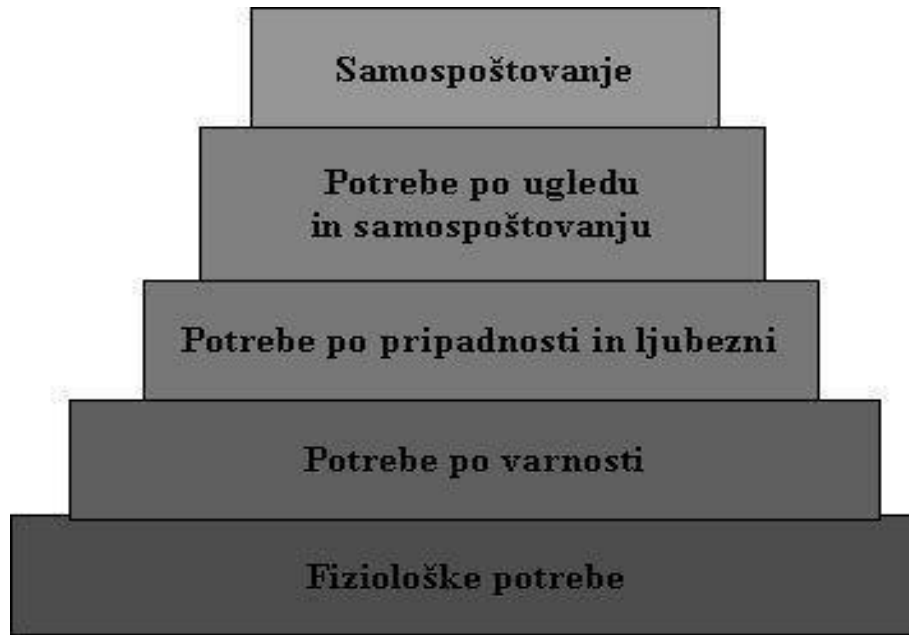 Samospoštovanje
Potrebe po ugledu
in samospoštovanju
Potrebe po pripadnosti in ljubezni
Potrebe po varnosti
Fiziološke potrebe